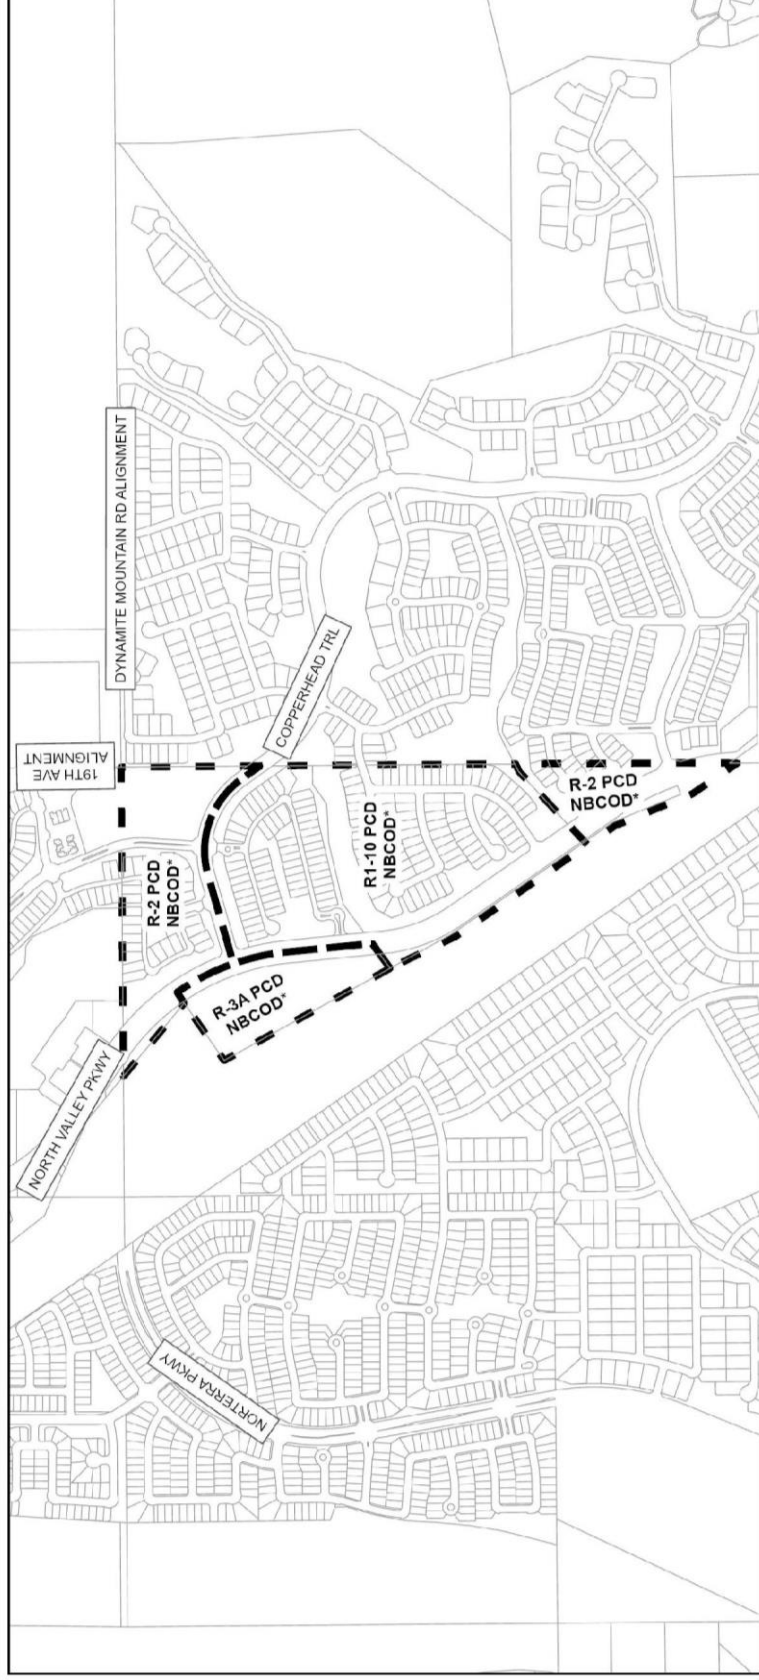 DYNAMITE MOUNTAIN RD ALIGNMENT
19TH AVE
ALIGNMENT
COPPERHEAD TRL
R-2 PCD
NBCOD*
R1-10 PCD
NBCOD*
R-2 PCD
NBCOD*
R-3A PCD
NBCOD*
NORTH VALLEY PKWY
NORTERRA PKWY